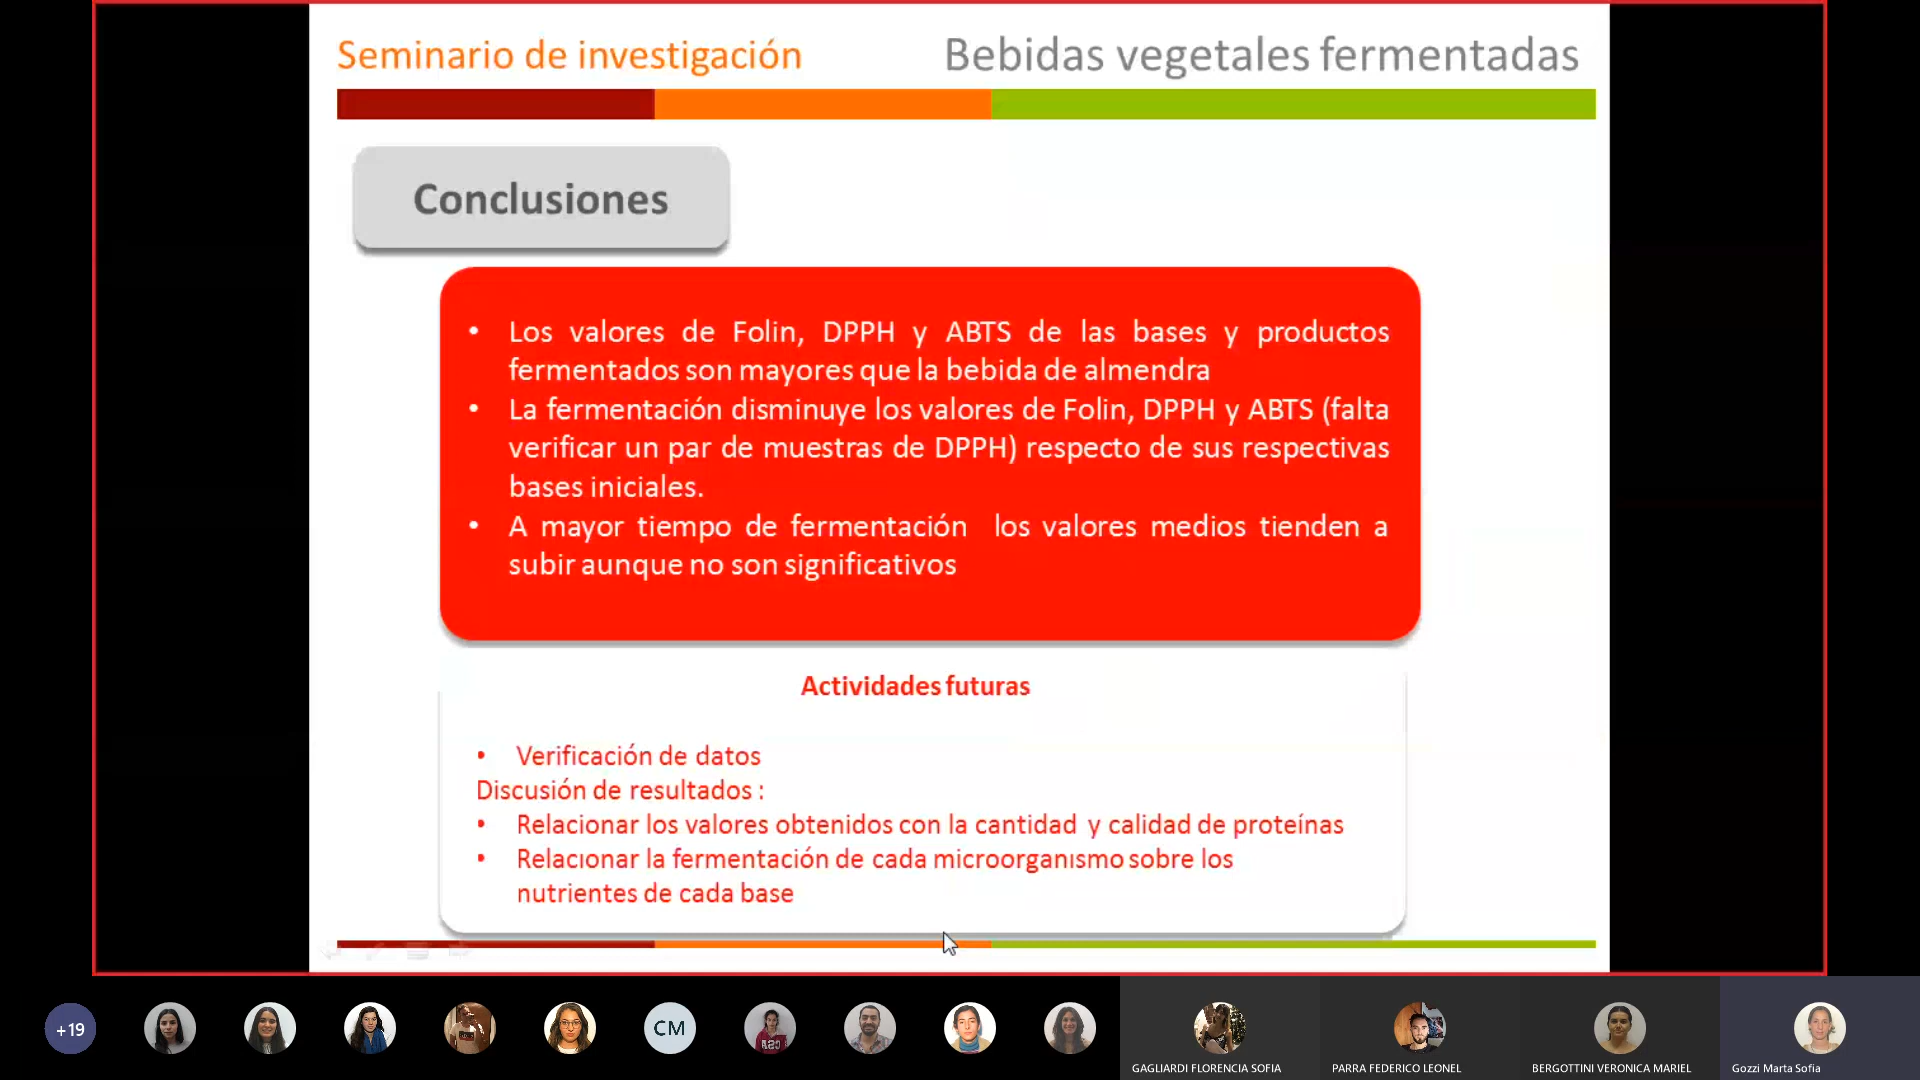 Seminario de investigación
Bebidas vegetales fermentadas
Conclusiones
• Los valores de Folin, DPPH y ABTS de las bases y productos
fermentados son mayores que la bebida de almendra
• La fermentación disminuye los valores de Folin, DPPH y ABTS (falta
verificar un par de muestras de DPPH) respecto de sus respectivas
bases iniciales.
• A mayor tiempo de fermentación los valores medios tienden a
subir aunque no son significativos
Actividades futuras
• Verificación de datos
Discusión de resultados :
• Relacionar los valores obtenidos con la cantidad y calidad de proteínas
• Relacionar la fermentación de cada microorganismo sobre los
nutrientes de cada base
+19
CM
GAGLIARDI FLORENCIA SOFIA
PARRA FEDERICO LEONEL
BERGOTTINI VERONICA MARIEL
Gozzi Marta Sofia